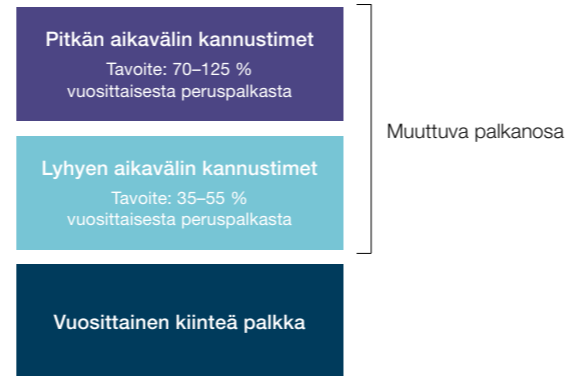 Pitkän aikavälin kannustimet
Tavoite: 70–125 %
vuosittaisesta peruspalkasta
Muuttuva palkanosa
Lyhyen aikavälin kannustimet
Tavoite: 35–55 %
vuosittaisesta peruspalkasta
Vuosittainen kiinteä palkka